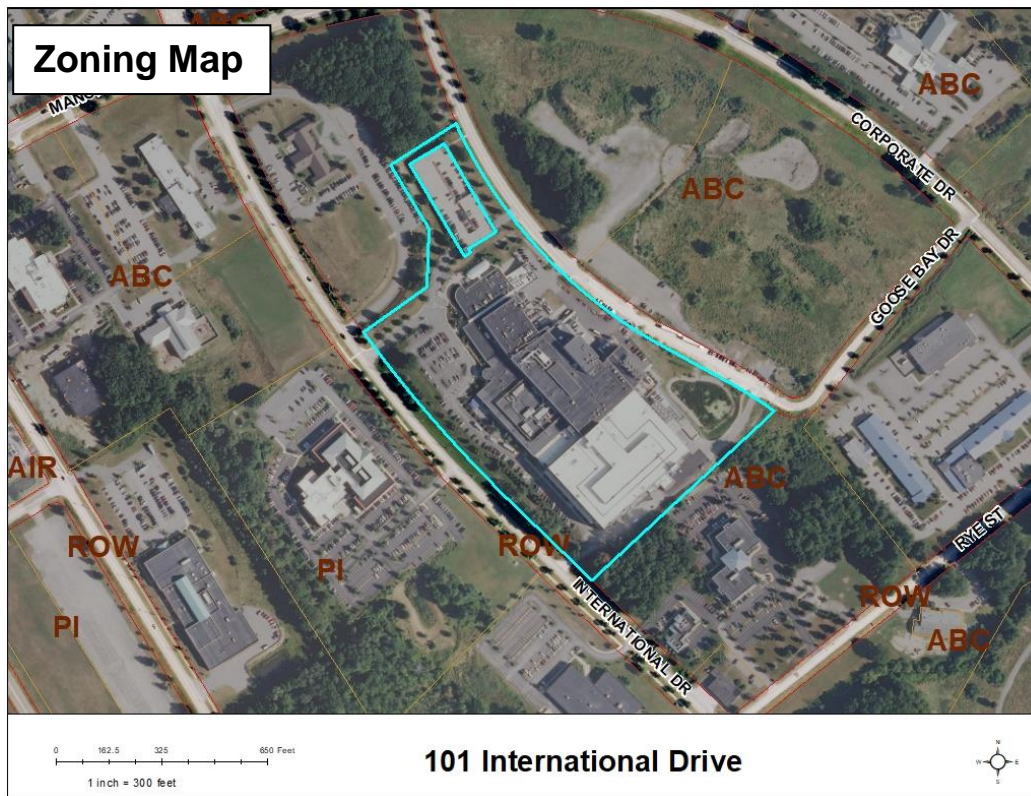 Zoning Map
ABC
CORPORATE DR
ABC
GOOSE BAY DR
ABC
ABC
AIR
ROW
PI
ROW
RYE ST
PI
INTERNATIONAL DR
ROW
ABC
0 162.5 325 650 Feet
1 inch = 300 feet
101 International Drive
N
W E
S